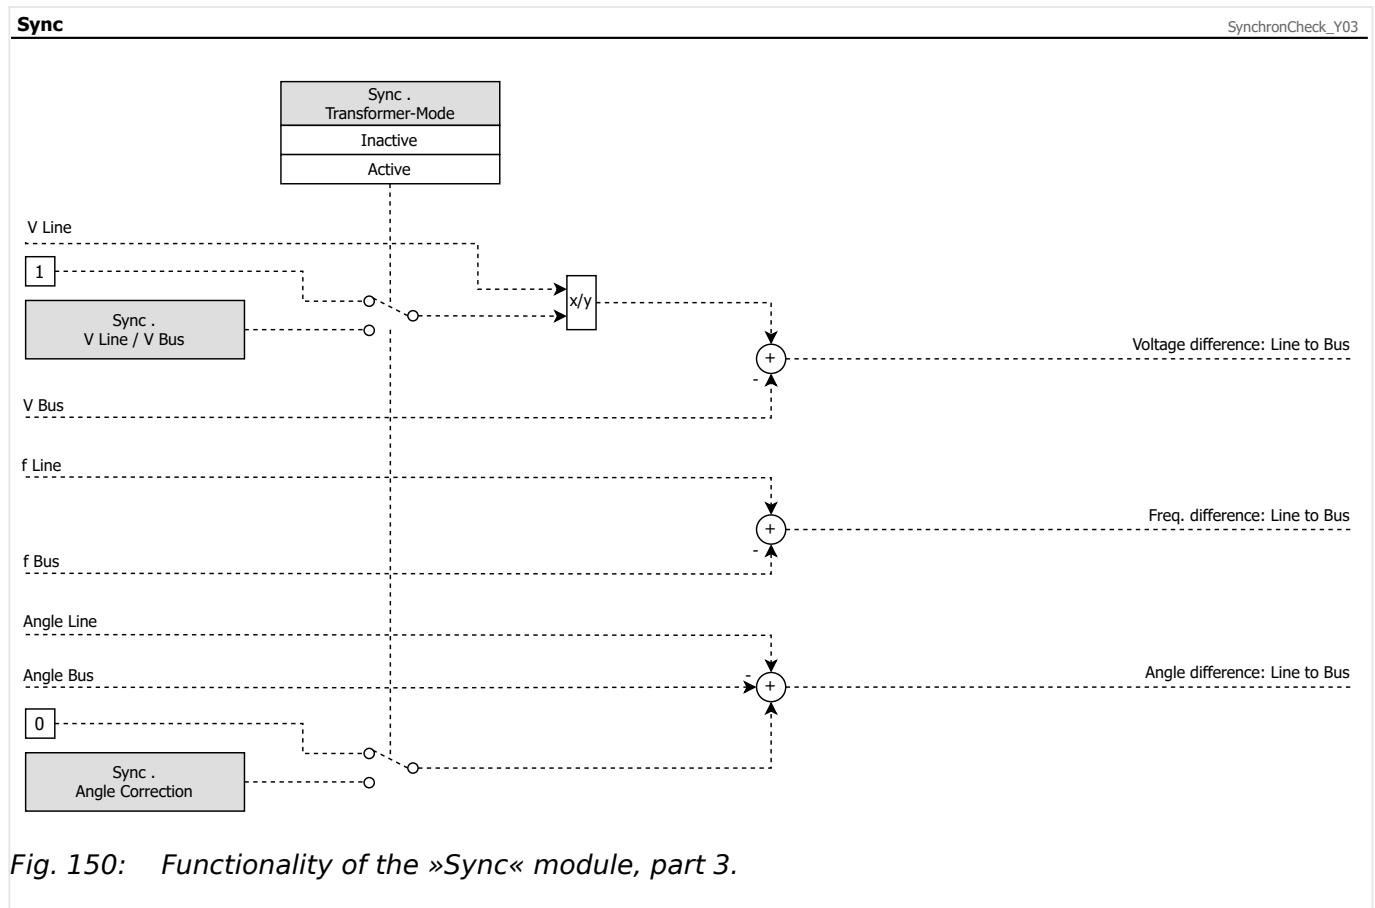 Sync SynchronCheck_Y03
Sync .
Transformer-Mode
Inactive
Active
V Line
1
x/y
Sync .
V Line / V Bus
Voltage difference: Line to Bus
+
-
V Bus
f Line
Freq. difference: Line to Bus
+
-
f Bus
Angle Line
Angle Bus
-
Angle difference: Line to Bus
+
0
Sync .
Angle Correction
Fig. 150: Functionality of the »Sync« module, part 3.